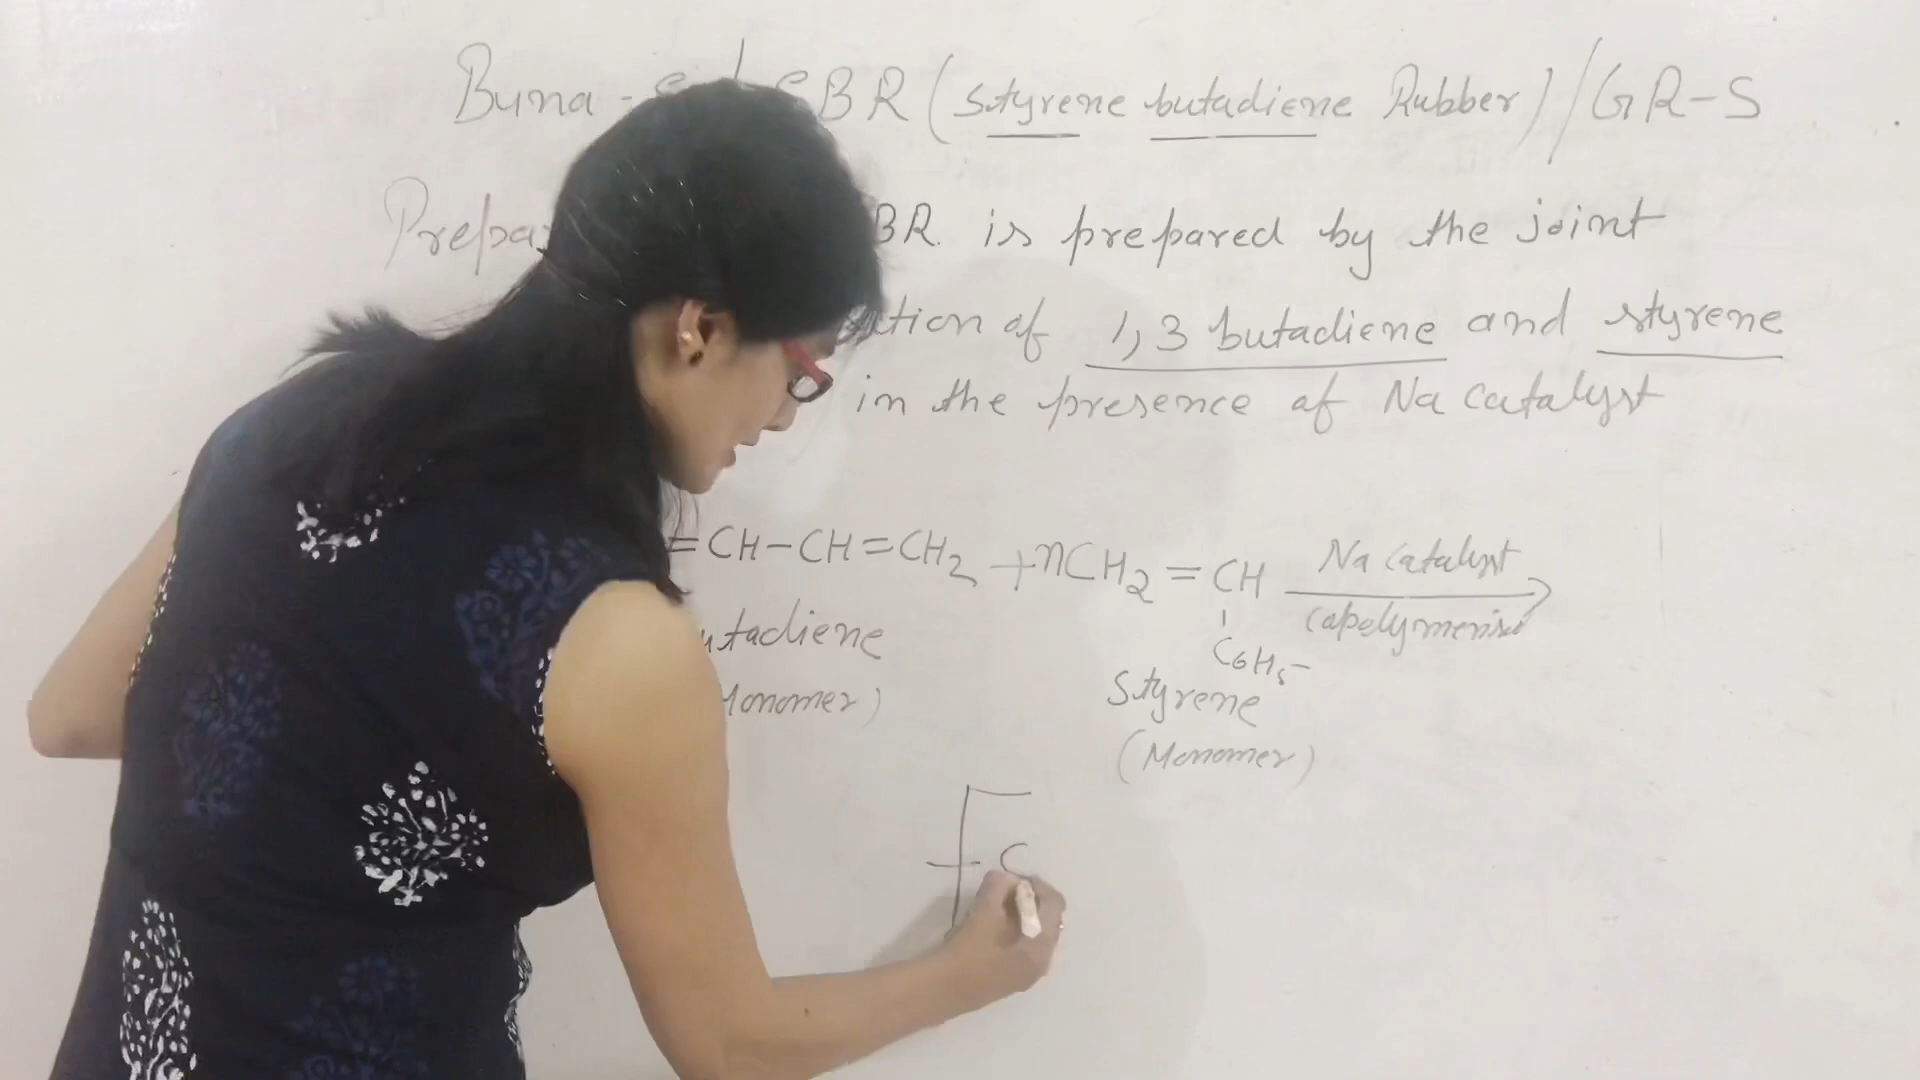 Buna - S / SBR (Styrene butadiene Rubber) / GR-S
BR. is prepared by the joint
tion of 1,3 butadiene and styrene
in the presence of Na catalyst
=CH-CH=CH2 + nCH2 = CH Na catalyst
C6H5 Copolymerise
utadiene
Styrene
Monomer)
(Monomer)
C